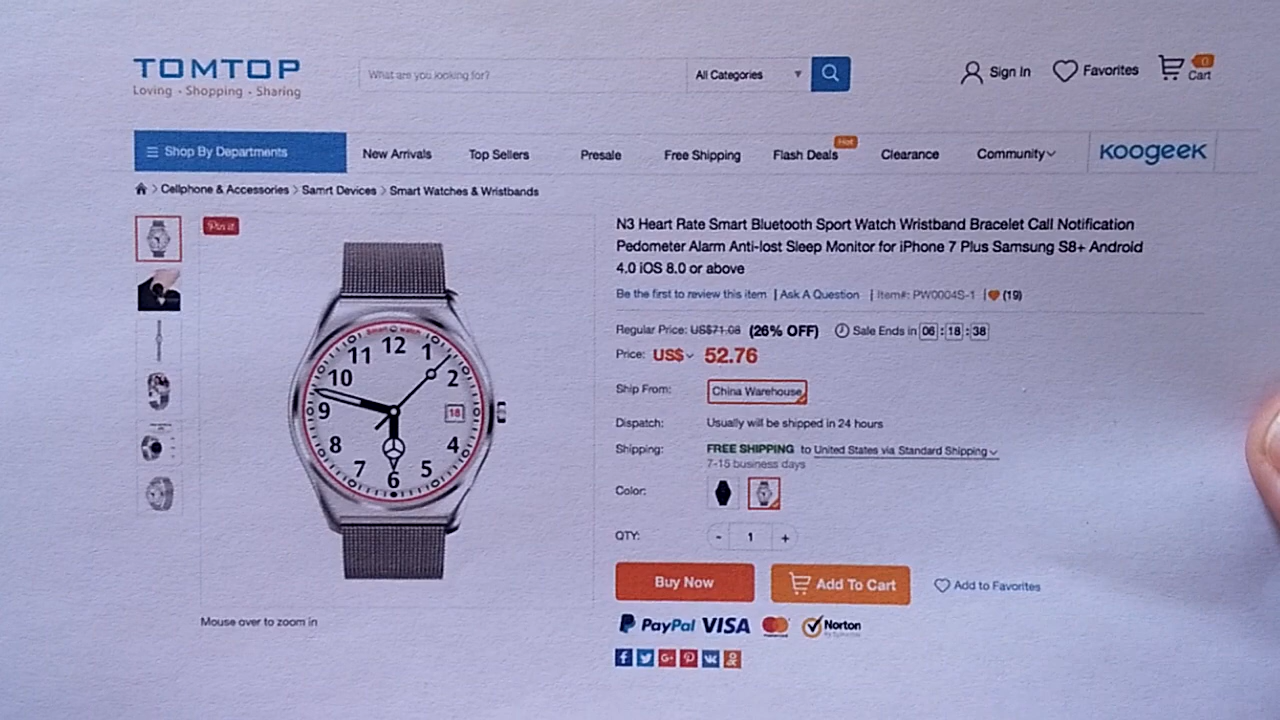 TOMTOP
Loving - Shopping - Sharing
What are you looking for?
All Categories
Sign In
Favorites
0
Cart
Shop By Departments
New Arrivals
Top Sellers
Presale
Free Shipping
Flash Deals
Hot
Clearance
Community
KOOGEEK
Cellphone & Accessories > Samrt Devices > Smart Watches & Wristbands
Pin it
Smart watch
12
1
2
18
4
5
6
7
8
9
10
11
Mouse over to zoom in
N3 Heart Rate Smart Bluetooth Sport Watch Wristband Bracelet Call Notification
Pedometer Alarm Anti-lost Sleep Monitor for iPhone 7 Plus Samsung S8+ Android
4.0 iOS 8.0 or above
Be the first to review this item | Ask A Question | Item#: PW0004S-1 | (19)
Regular Price: US$71.08 (26% OFF) Sale Ends in 06 : 18 : 38
Price: US$ 52.76
Ship From: China Warehouse
Dispatch: Usually will be shipped in 24 hours
Shipping: FREE SHIPPING to United States via Standard Shipping
7-15 business days
Color:
QTY: - 1 +
Buy Now
Add To Cart
Add to Favorites
PayPal VISA MasterCard Norton